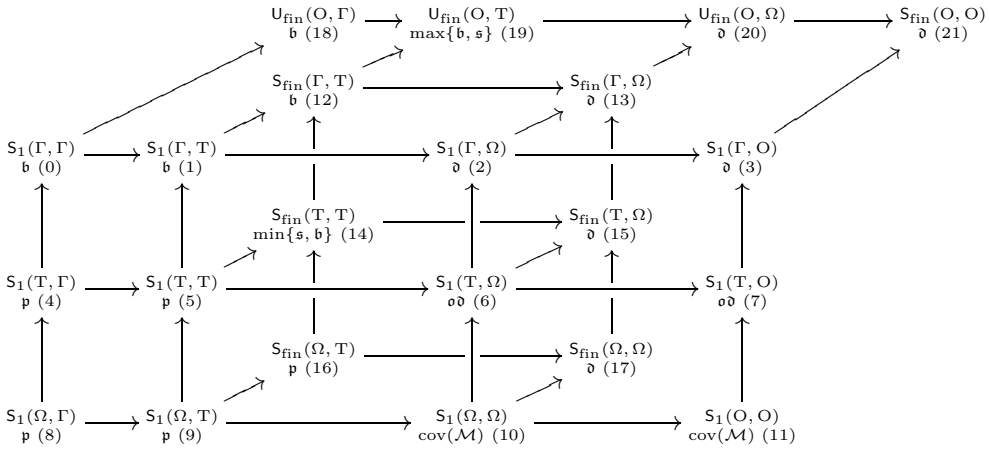 U_fin(O, Γ) U_fin(O, T) U_fin(O, Ω) S_fin(O, O)
𝔟 (18) max{𝔟, 𝔰} (19) 𝔡 (20) 𝔡 (21)
S_fin(Γ, T) S_fin(Γ, Ω)
𝔟 (12) 𝔡 (13)
S_1(Γ, Γ) S_1(Γ, T) S_1(Γ, Ω) S_1(Γ, O)
𝔟 (0) 𝔟 (1) 𝔡 (2) 𝔡 (3)
S_fin(T, T) S_fin(T, Ω)
min{𝔰, 𝔟} (14) 𝔡 (15)
S_1(T, Γ) S_1(T, T) S_1(T, Ω) S_1(T, O)
𝔭 (4) 𝔭 (5) 𝔬𝔡 (6) 𝔬𝔡 (7)
S_fin(Ω, T) S_fin(Ω, Ω)
𝔭 (16) 𝔡 (17)
S_1(Ω, Γ) S_1(Ω, T) S_1(Ω, Ω) S_1(O, O)
𝔭 (8) 𝔭 (9) cov(ℳ) (10) cov(ℳ) (11)